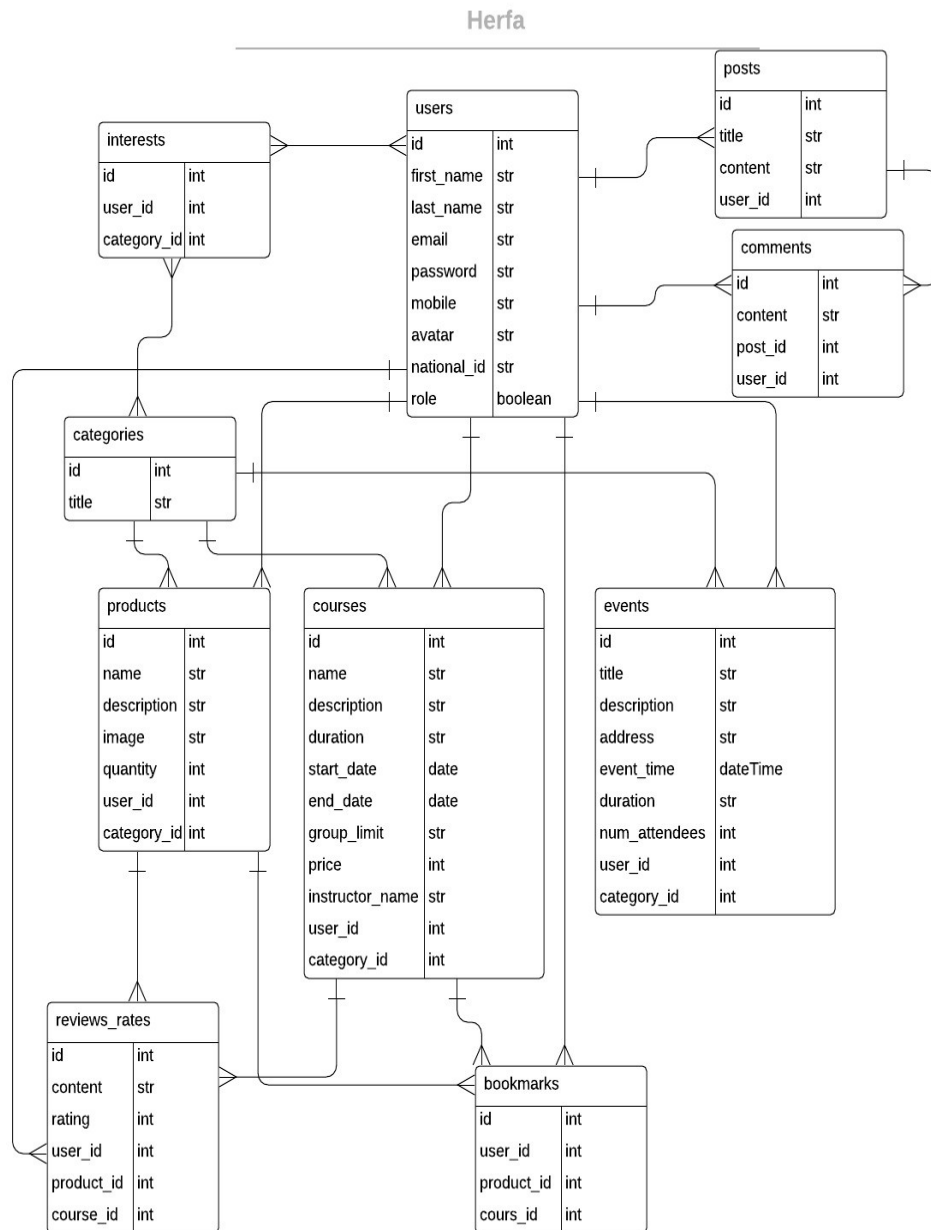 Herfa
posts
id int
title str
content str
user_id int
users
id int
first_name str
last_name str
email str
password str
mobile str
avatar str
national_id str
role boolean
interests
id int
user_id int
category_id int
comments
id int
content str
post_id int
user_id int
categories
id int
title str
products
id int
name str
description str
image str
quantity int
user_id int
category_id int
courses
id int
name str
description str
duration str
start_date date
end_date date
group_limit str
price int
instructor_name str
user_id int
category_id int
events
id int
title str
description str
address str
event_time dateTime
duration str
num_attendees int
user_id int
category_id int
reviews_rates
id int
content str
rating int
user_id int
product_id int
course_id int
bookmarks
id int
user_id int
product_id int
cours_id int